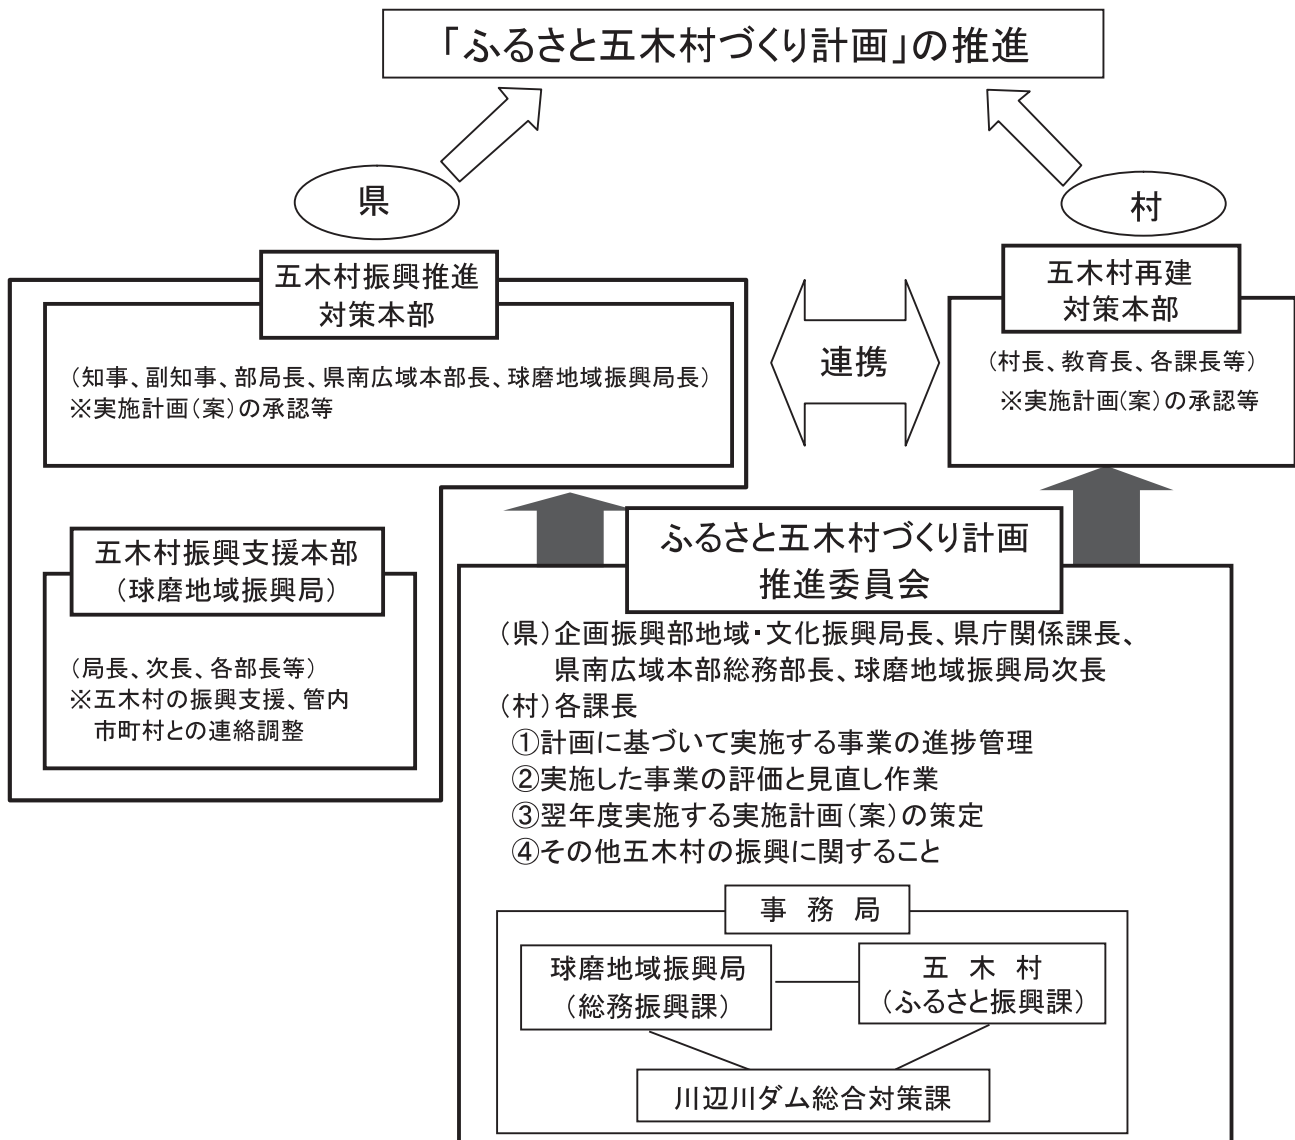 「ふるさと五木村づくり計画」の推進
県
村
五木村振興推進
対策本部
(知事、副知事、部局長、県南広域本部長、球磨地域振興局長)
※実施計画(案)の承認等
連携
五木村再建
対策本部
(村長、教育長、各課長等)
※実施計画(案)の承認等
五木村振興支援本部
(球磨地域振興局)
(局長、次長、各部長等)
※五木村の振興支援、管内
市町村との連絡調整
ふるさと五木村づくり計画
推進委員会
(県)企画振興部地域・文化振興局長、県庁関係課長、
県南広域本部総務部長、球磨地域振興局次長
(村)各課長
①計画に基づいて実施する事業の進捗管理
②実施した事業の評価と見直し作業
③翌年度実施する実施計画(案)の策定
④その他五木村の振興に関すること
事 務 局
球磨地域振興局
(総務振興課)
五 木 村
(ふるさと振興課)
川辺川ダム総合対策課